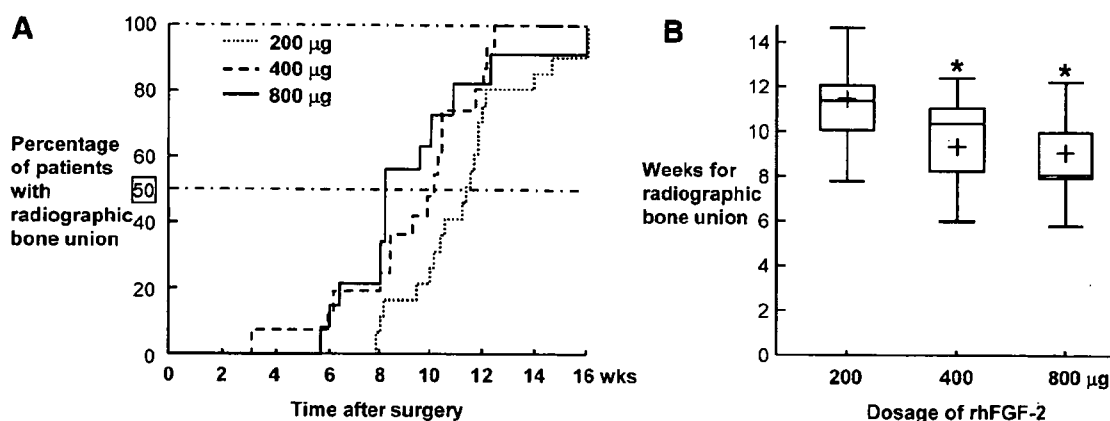 A
100
80
60
50
40
20
0
Percentage
of patients
with
radiographic
bone union
200 µg
400 µg
800 µg
0 2 4 6 8 10 12 14 16 wks
Time after surgery
B
14
12
10
8
6
4
2
0
Weeks for
radiographic
bone union
* *
200 400 800 µg
Dosage of rhFGF-2